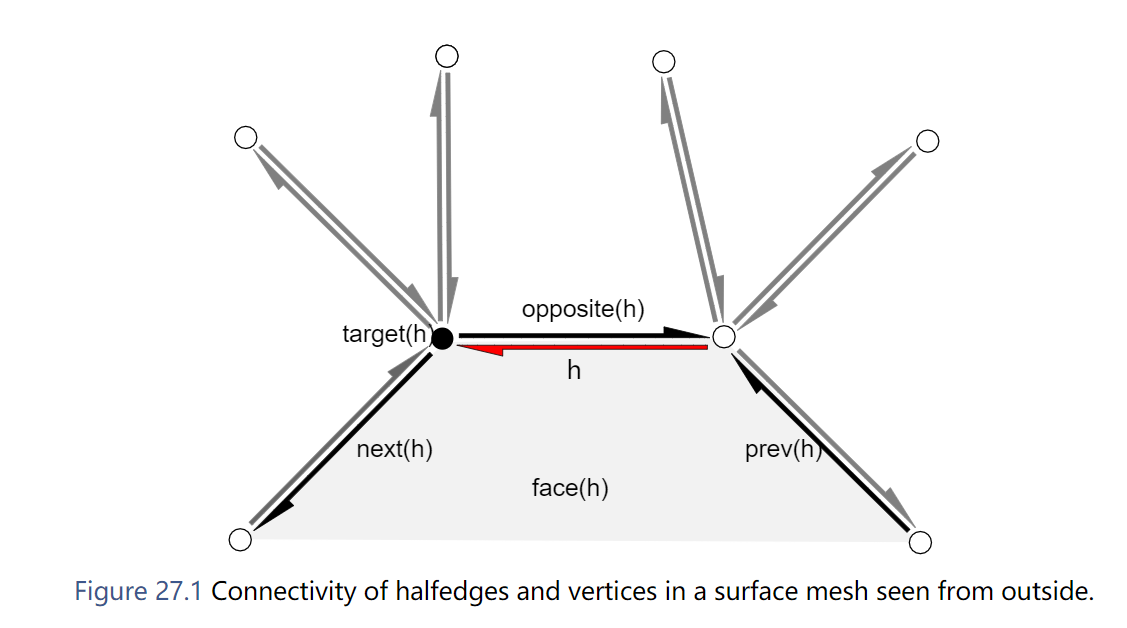 opposite(h)
target(h)
h
next(h)
prev(h)
face(h)
Figure 27.1 Connectivity of halfedges and vertices in a surface mesh seen from outside.